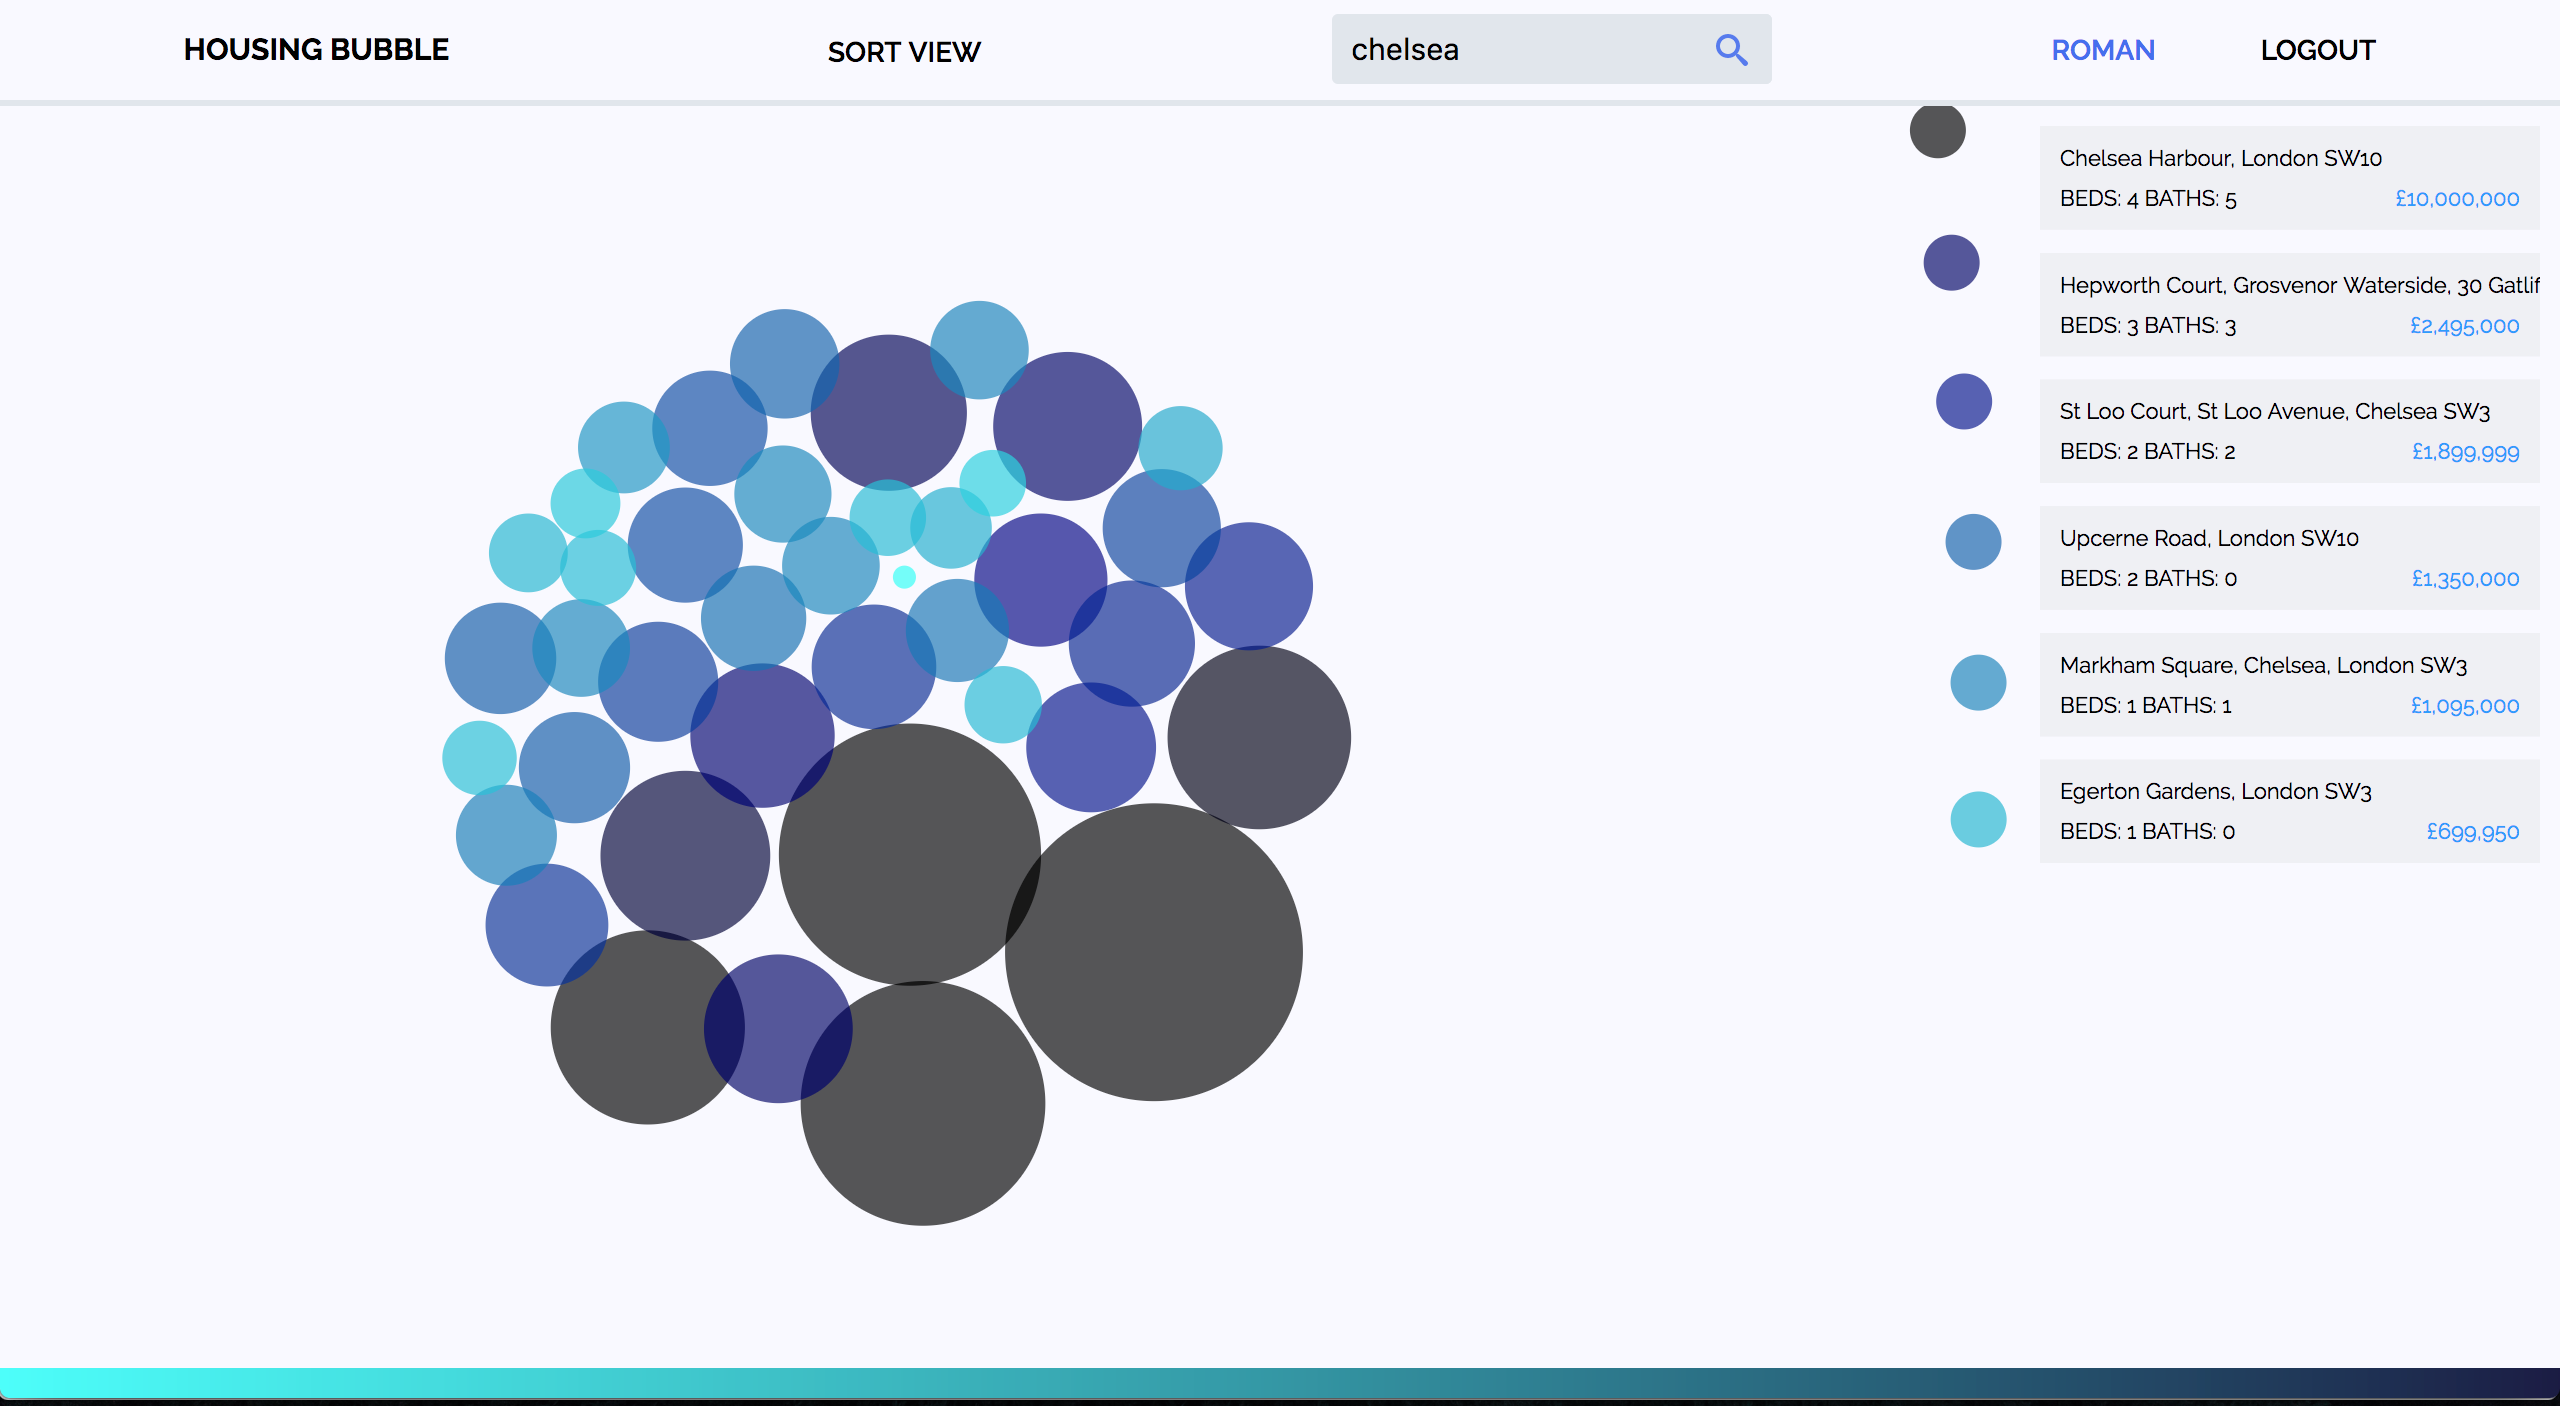 HOUSING BUBBLE
SORT VIEW
chelsea
ROMAN
LOGOUT
Chelsea Harbour, London SW10
BEDS: 4 BATHS: 5 £10,000,000
Hepworth Court, Grosvenor Waterside, 30 Gatlif
BEDS: 3 BATHS: 3 £2,495,000
St Loo Court, St Loo Avenue, Chelsea SW3
BEDS: 2 BATHS: 2 £1,899,999
Upcerne Road, London SW10
BEDS: 2 BATHS: 0 £1,350,000
Markham Square, Chelsea, London SW3
BEDS: 1 BATHS: 1 £1,095,000
Egerton Gardens, London SW3
BEDS: 1 BATHS: 0 £699,950